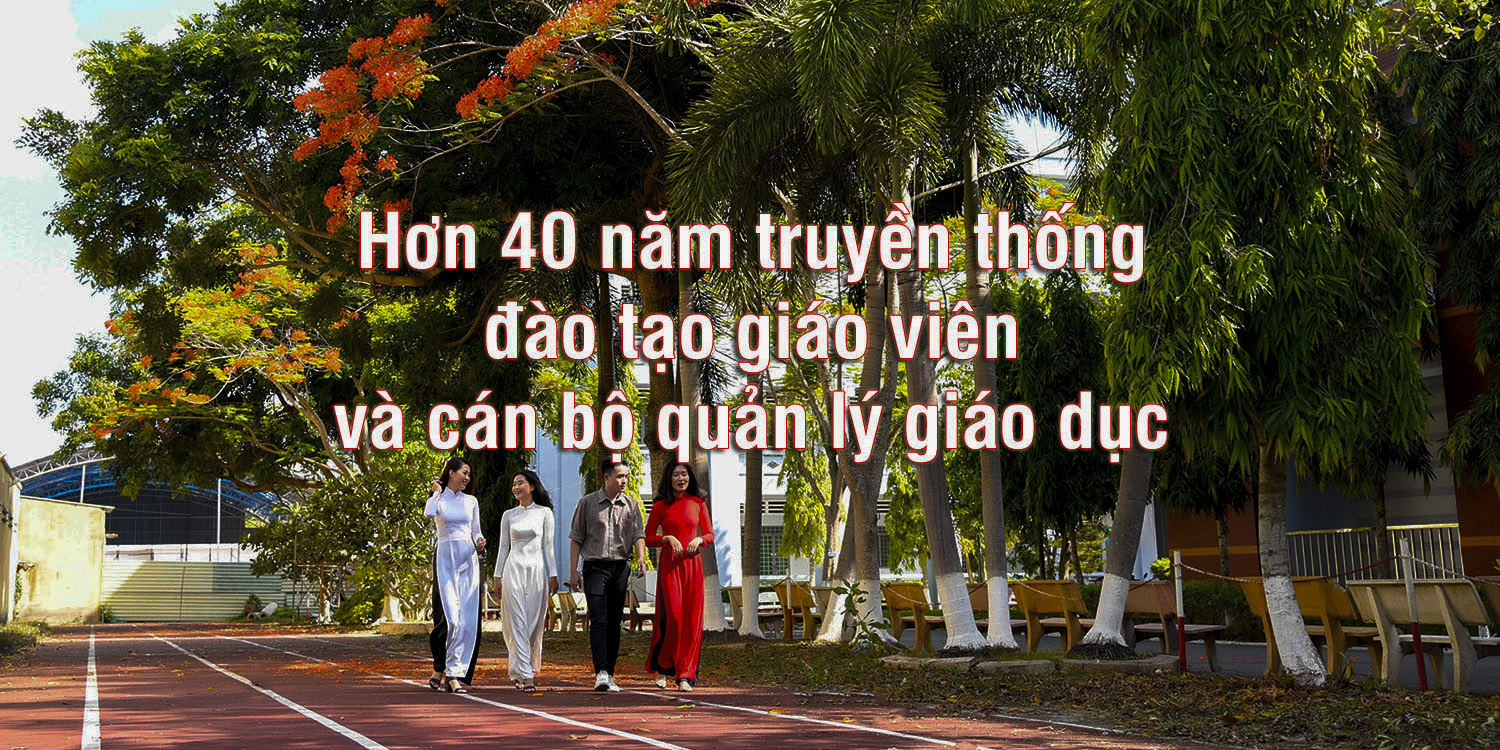 Hơn 40 năm truyền thống
đào tạo giáo viên
và cán bộ quản lý giáo dục